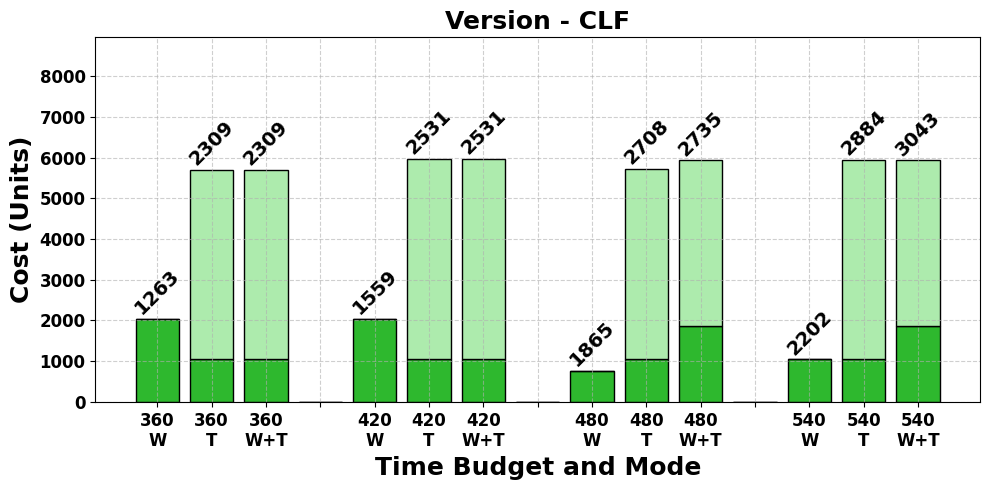 Version - CLF
Cost (Units)
8000
7000
6000
5000
4000
3000
2000
1000
0
1263
2309
2309
1559
2531
2531
1865
2708
2735
2202
2884
3043
360
W
360
T
360
W+T
420
W
420
T
420
W+T
480
W
480
T
480
W+T
540
W
540
T
540
W+T
Time Budget and Mode